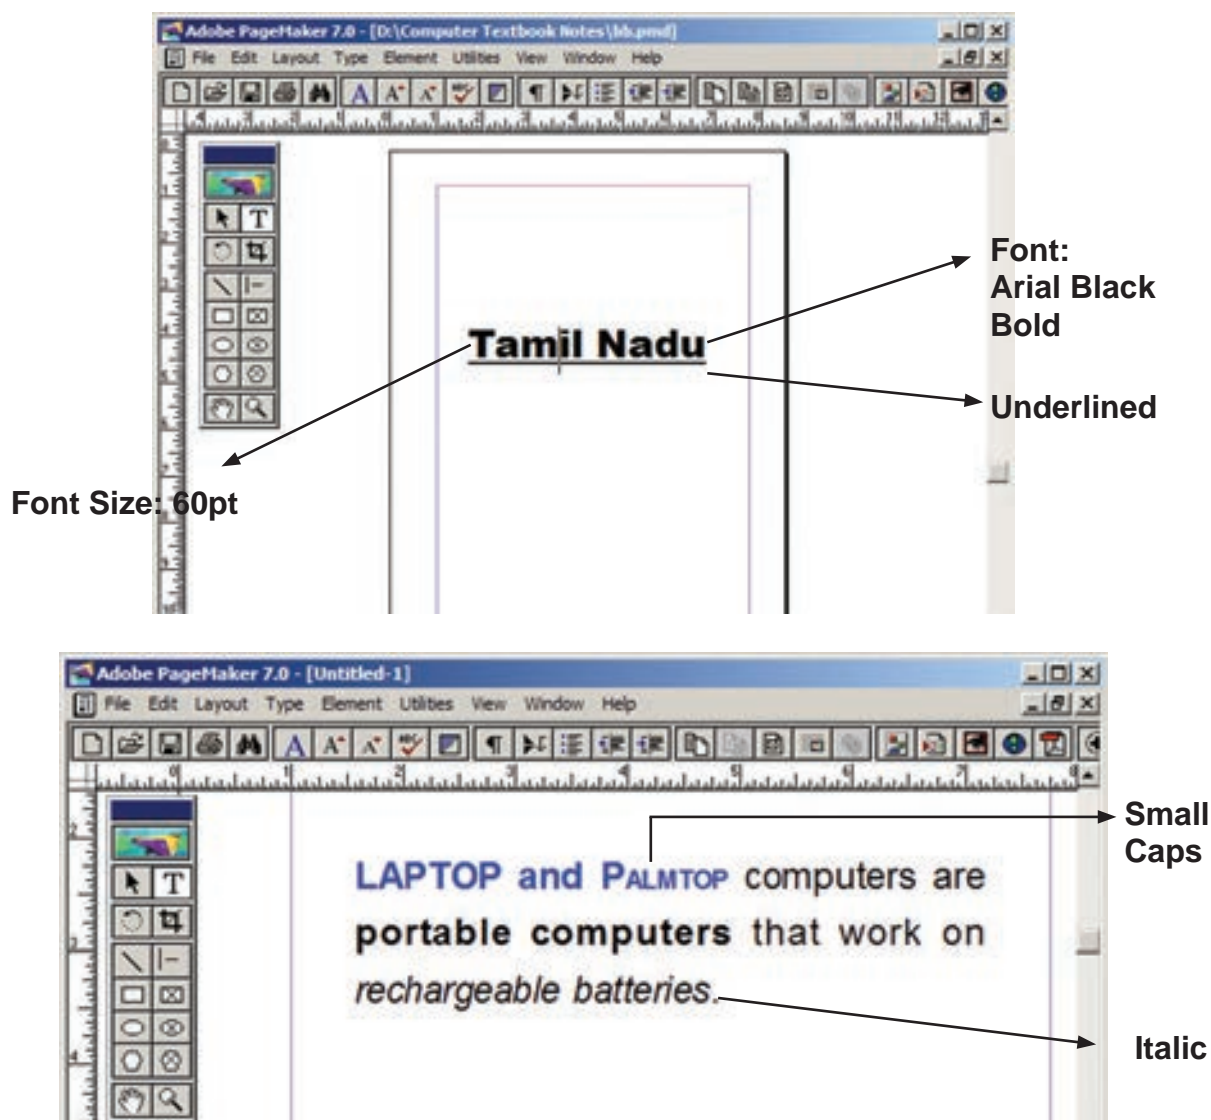 Adobe PageMaker 7.0 - [D:\Computer Textbook Notes\bb.pmd]
File Edit Layout Type Element Utilities View Window Help
Font:
Arial Black
Bold
Tamil Nadu
Underlined
Font Size: 60pt
Adobe PageMaker 7.0 - [Untitled-1]
File Edit Layout Type Element Utilities View Window Help
Small
Caps
LAPTOP and PALMTOP computers are
portable computers that work on
rechargeable batteries.
Italic